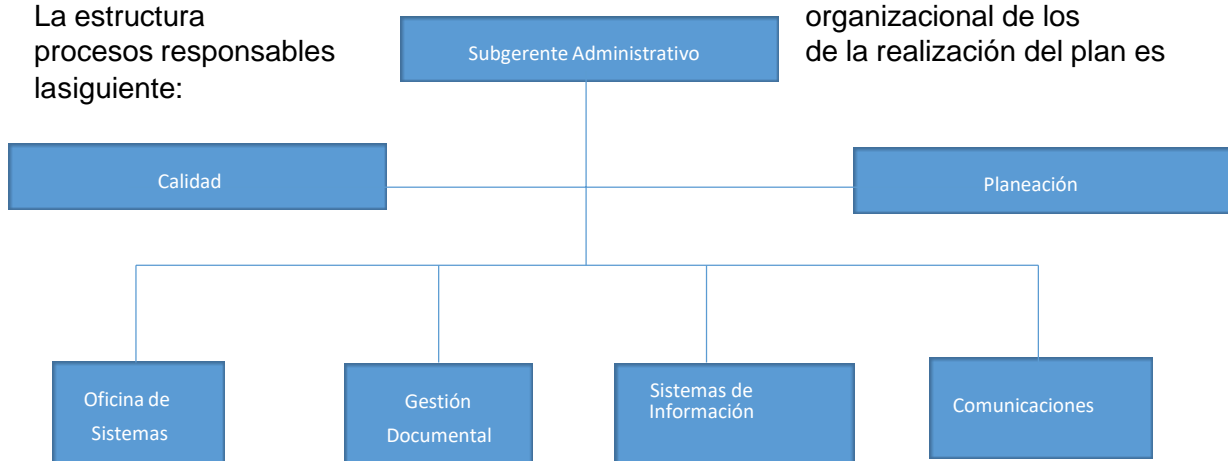 La estructura organizacional de los
procesos responsables de la realización del plan es
lasiguiente:
Subgerente Administrativo
Calidad
Planeación
Oficina de
Sistemas
Gestión
Documental
Sistemas de
Información
Comunicaciones